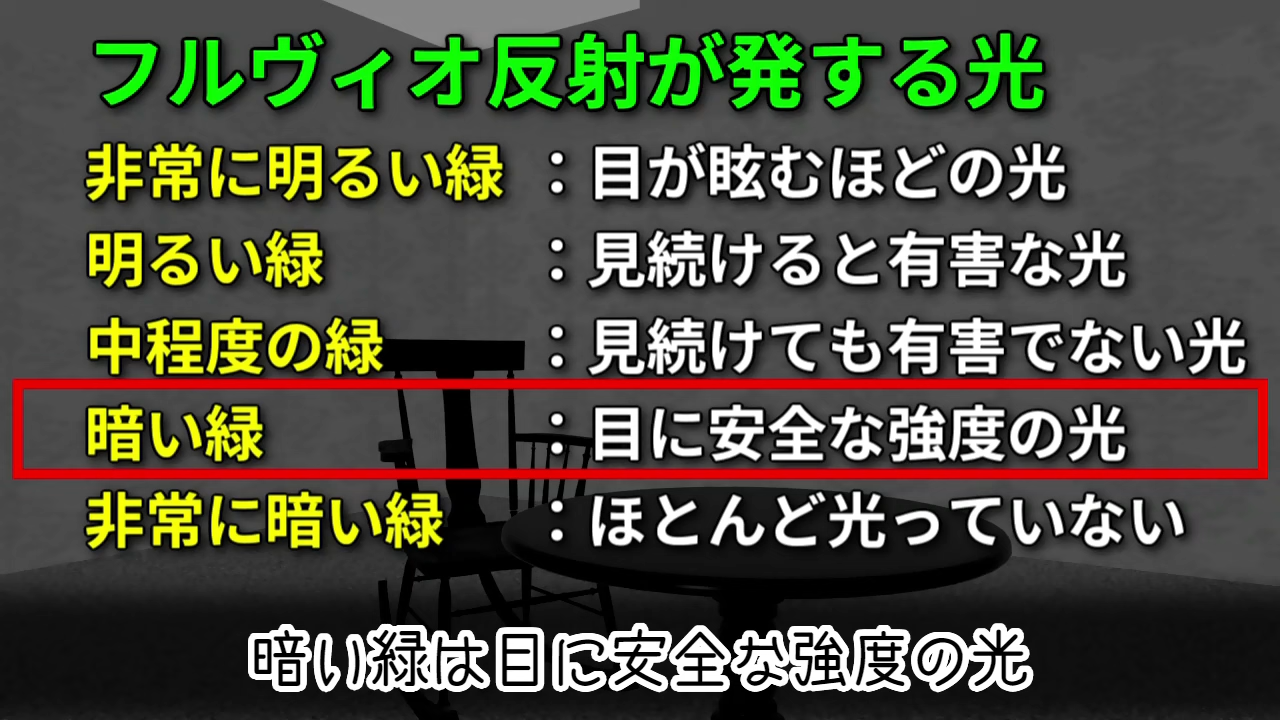 フルヴィオ反射が発する光
非常に明るい緑 ：目が眩むほどの光
明るい緑 ：見続けると有害な光
中程度の緑 ：見続けても有害でない光
暗い緑 ：目に安全な強度の光
非常に暗い緑 ：ほとんど光っていない
暗い緑は目に安全な強度の光